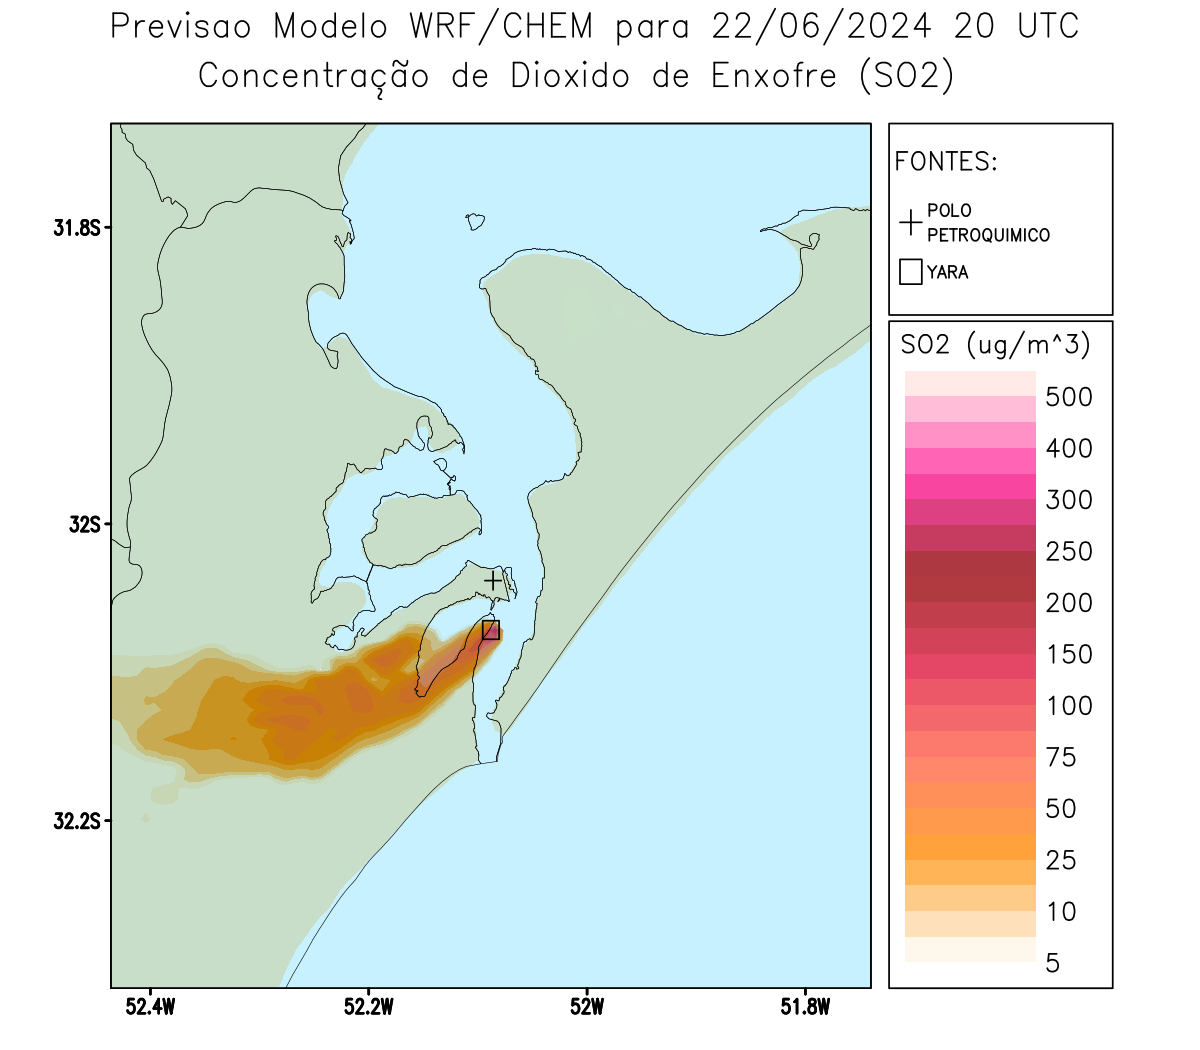 Previsao Modelo WRF/CHEM para 22/06/2024 20 UTC
Concentração de Dioxido de Enxofre (SO2)
FONTES:
POLO
PETROQUIMICO
YARA
SO2 (ug/m^3)
500
400
300
250
200
150
100
75
50
25
10
5
31.8S
32S
32.2S
52.4W
52.2W
52W
51.8W